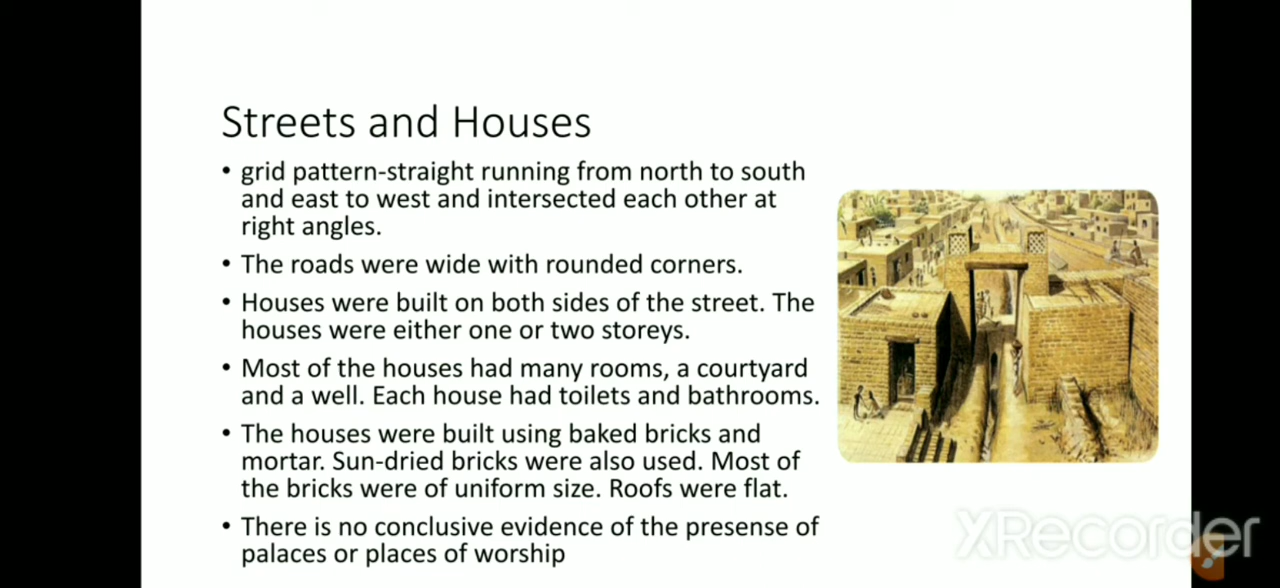 Streets and Houses
• grid pattern-straight running from north to south
and east to west and intersected each other at
right angles.
• The roads were wide with rounded corners.
• Houses were built on both sides of the street. The
houses were either one or two storeys.
• Most of the houses had many rooms, a courtyard
and a well. Each house had toilets and bathrooms.
• The houses were built using baked bricks and
mortar. Sun-dried bricks were also used. Most of
the bricks were of uniform size. Roofs were flat.
• There is no conclusive evidence of the presense of
palaces or places of worship
XRecorder